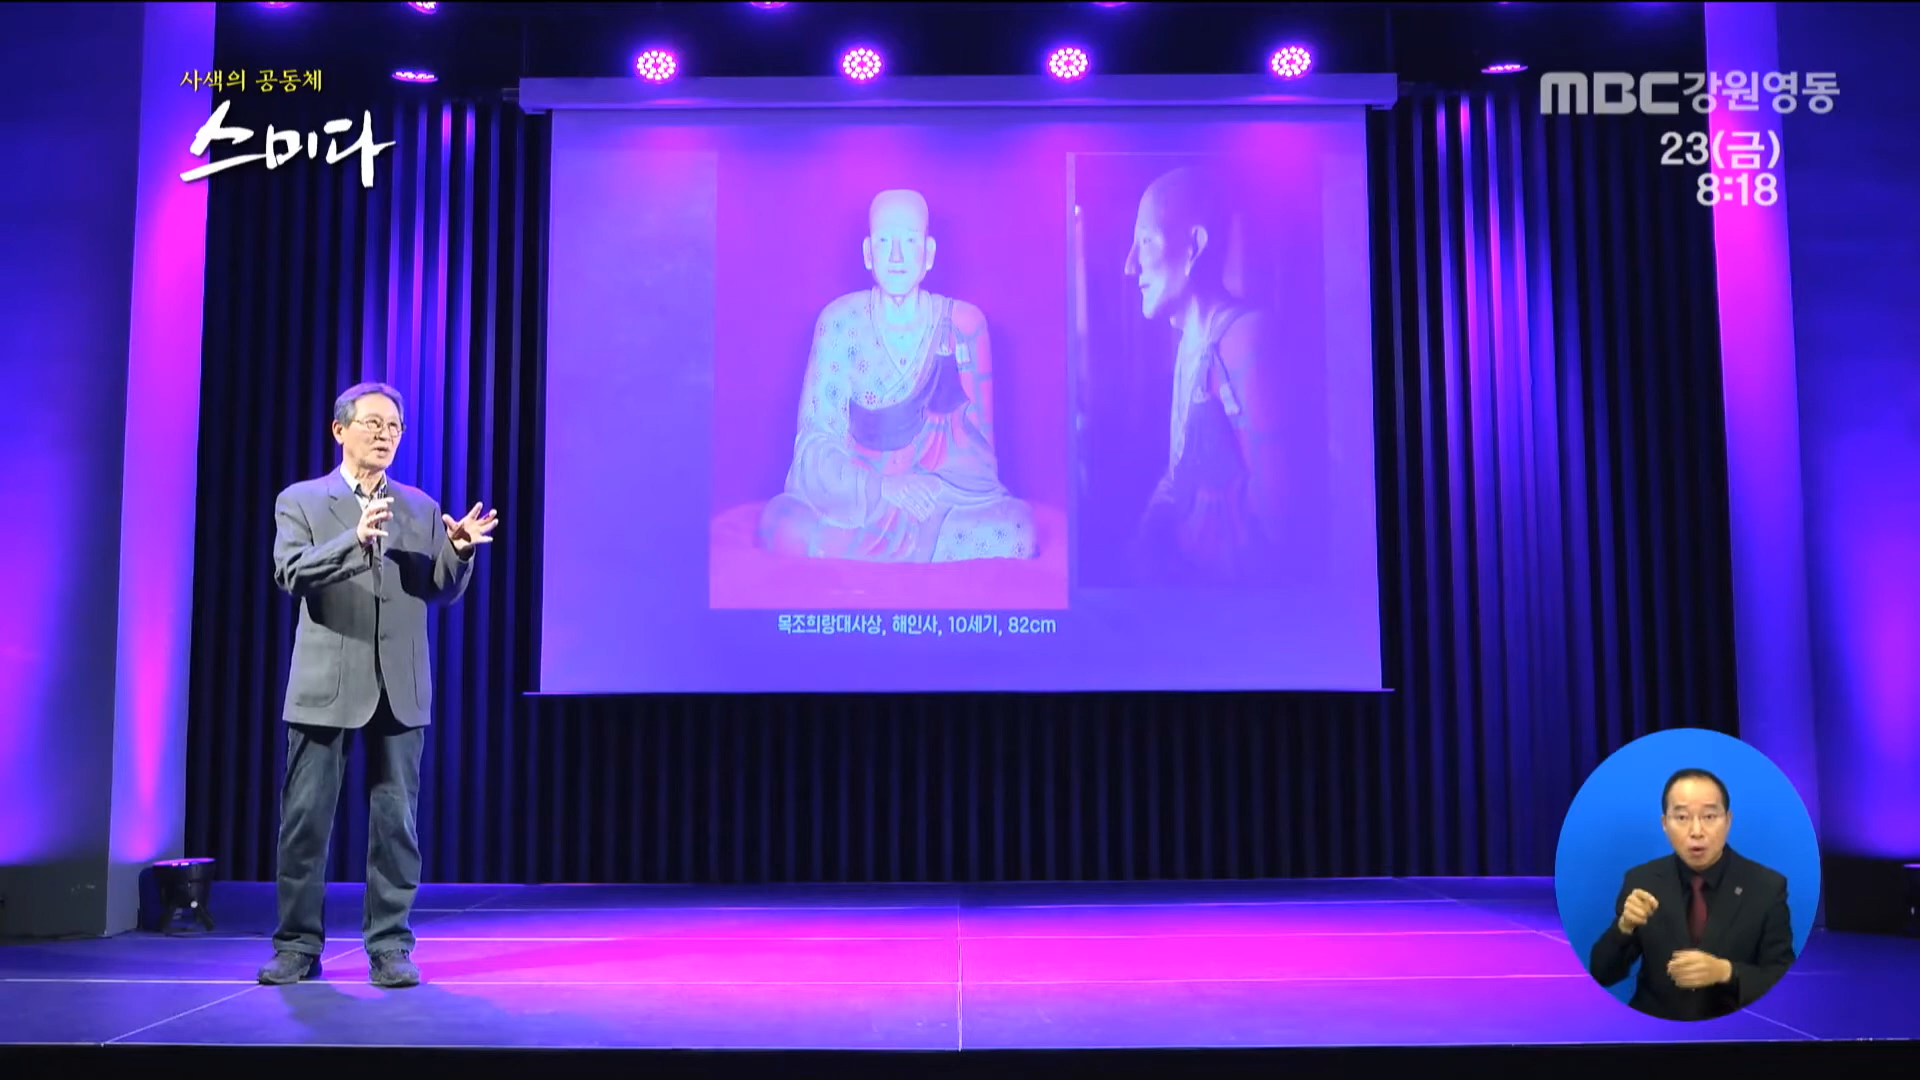 사색의 공동체
스미다
MBC강원영동
23(금)
8:18
목조희랑대사상, 해인사, 10세기, 82cm